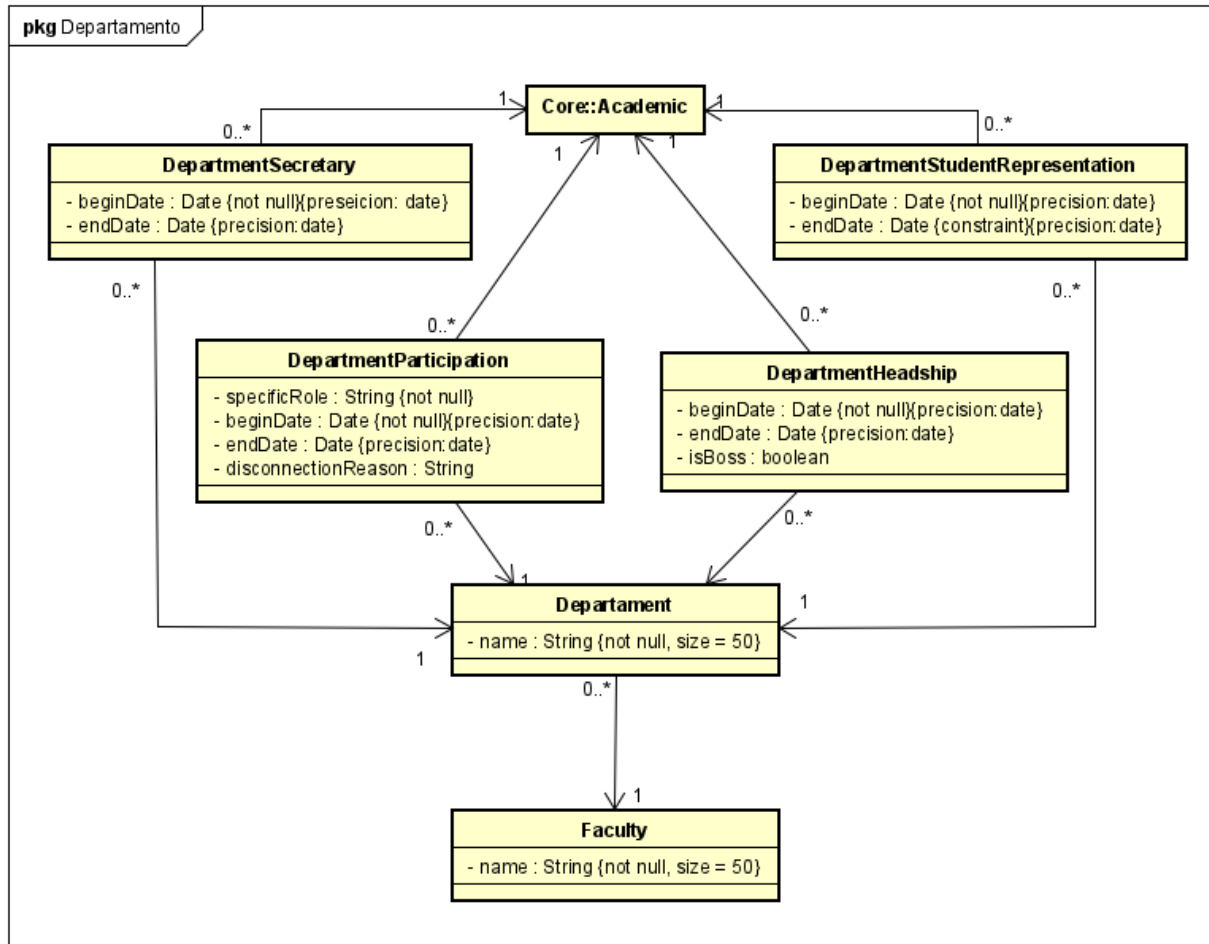 pkg Departamento
Core::Academic
1
1
1
1
0..*
0..*
DepartmentSecretary
- beginDate : Date {not null}{preseicion: date}
- endDate : Date {precision:date}
0..*
DepartmentStudentRepresentation
- beginDate : Date {not null}{precision:date}
- endDate : Date {constraint}{precision:date}
0..*
0..*
0..*
DepartmentParticipation
- specificRole : String {not null}
- beginDate : Date {not null}{precision:date}
- endDate : Date {precision:date}
- disconnectionReason : String
0..*
DepartmentHeadship
- beginDate : Date {not null}{precision:date}
- endDate : Date {precision:date}
- isBoss : boolean
0..*
1
1
1
Departament
- name : String {not null, size = 50}
0..*
1
Faculty
- name : String {not null, size = 50}